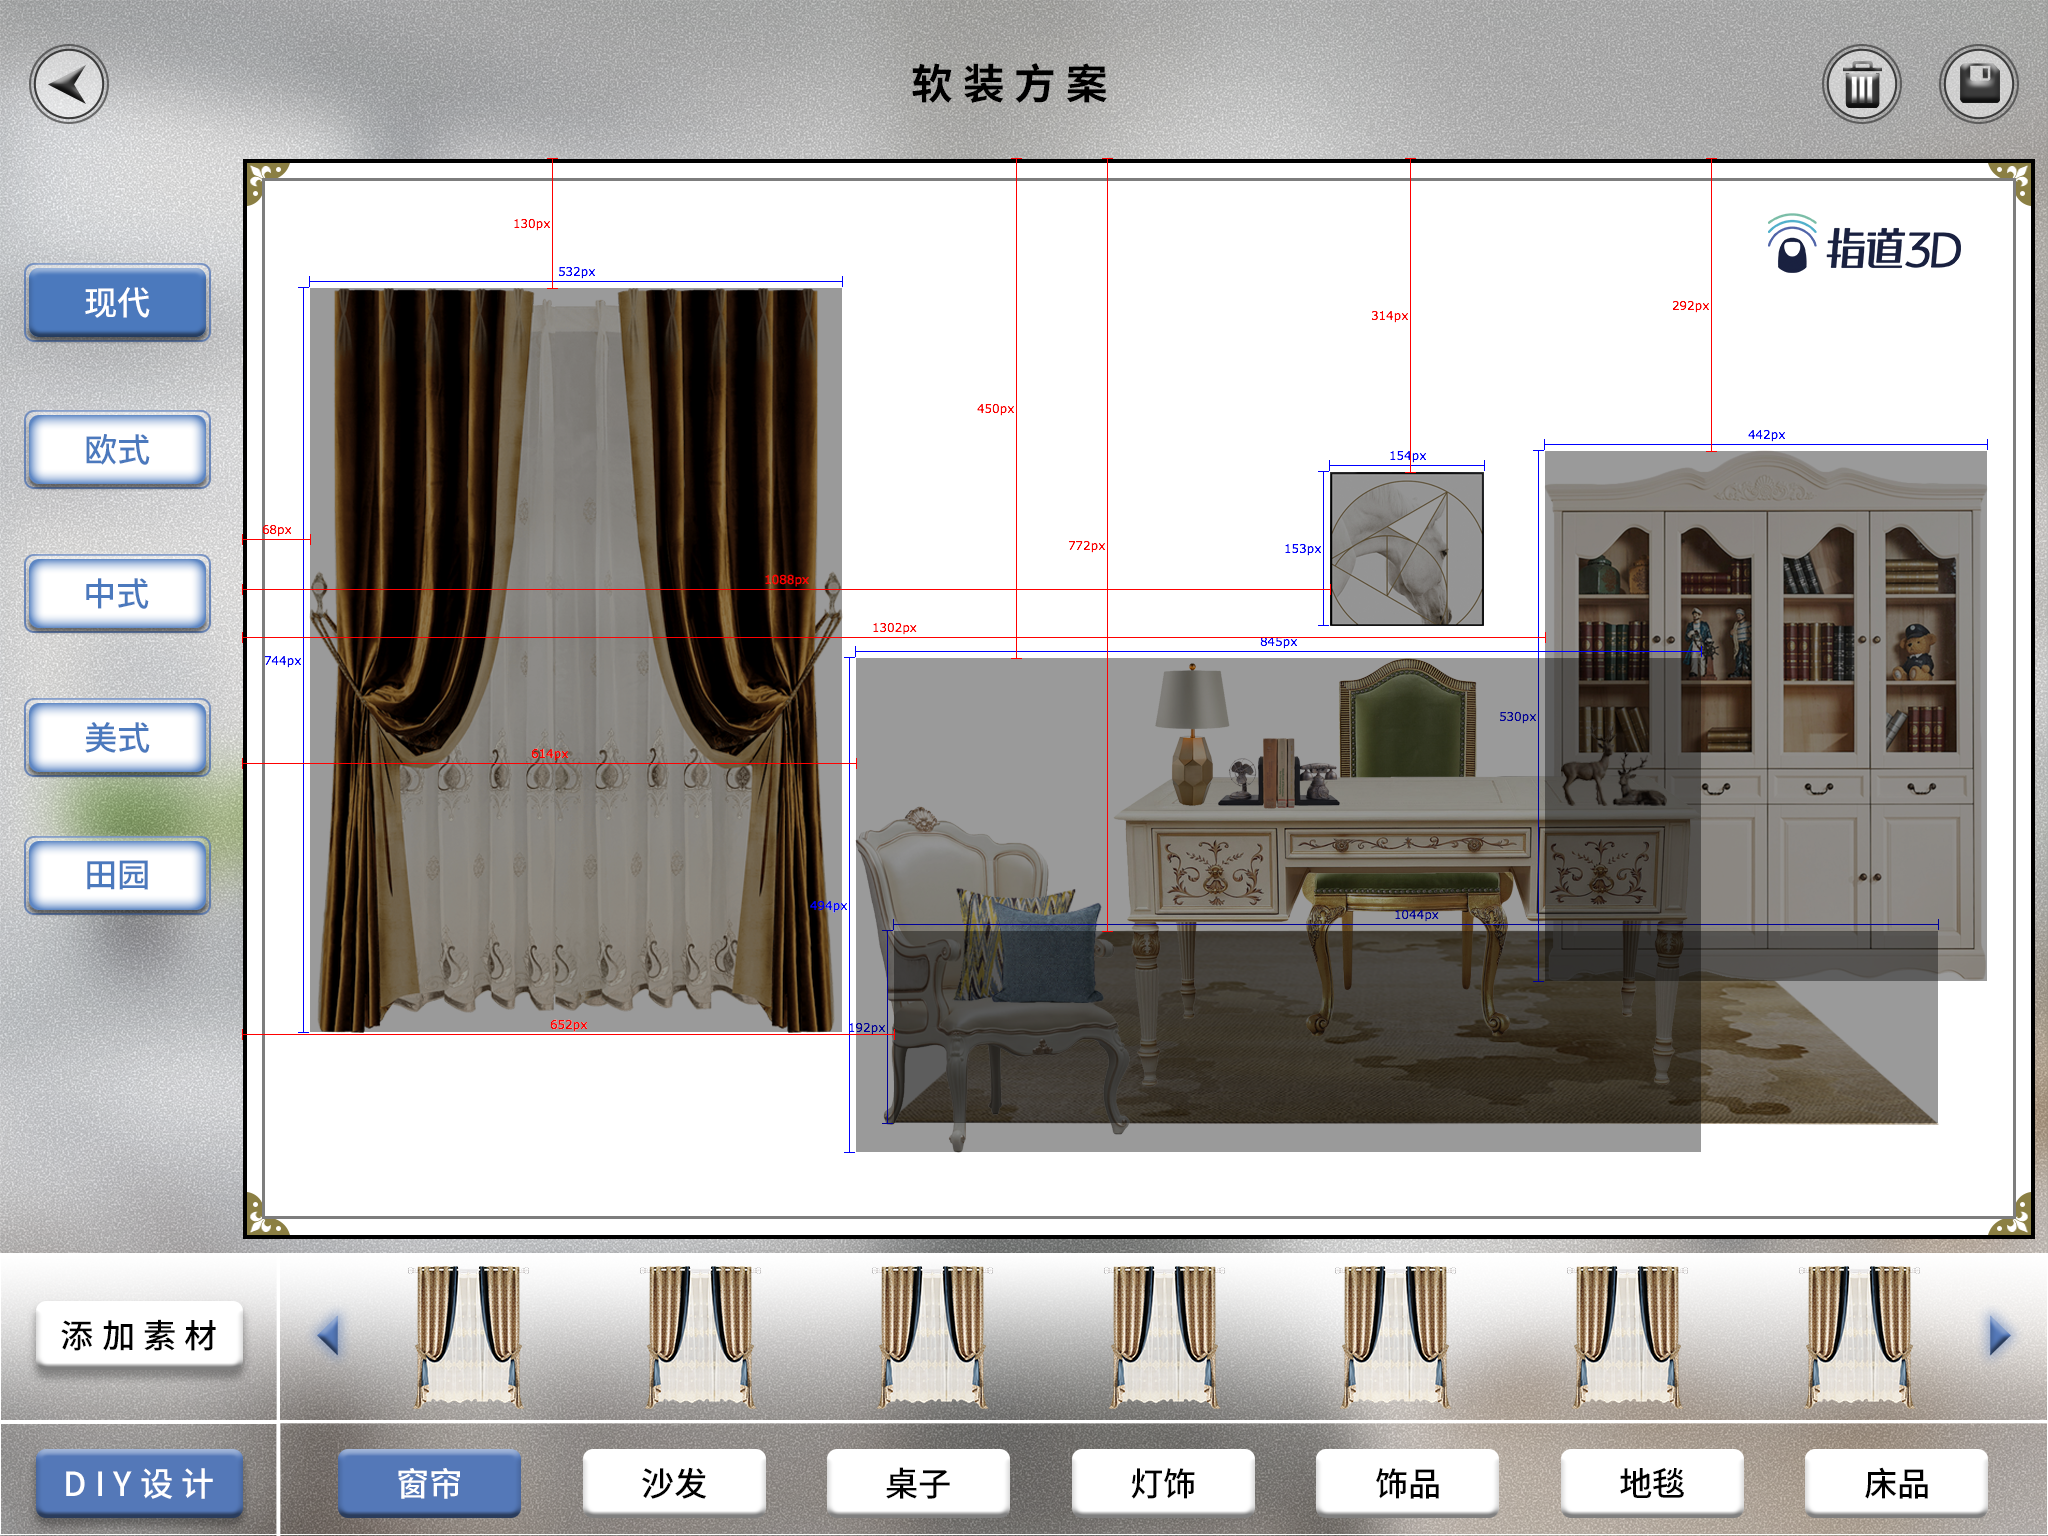 软装方案
130px
532px
指道3D
292px
314px
450px
442px
154px
68px
772px
153px
1088px
1302px
845px
744px
530px
614px
494px
1044px
652px
192px
现代
欧式
中式
美式
田园
添加素材
DIY设计
窗帘
沙发
桌子
灯饰
饰品
地毯
床品